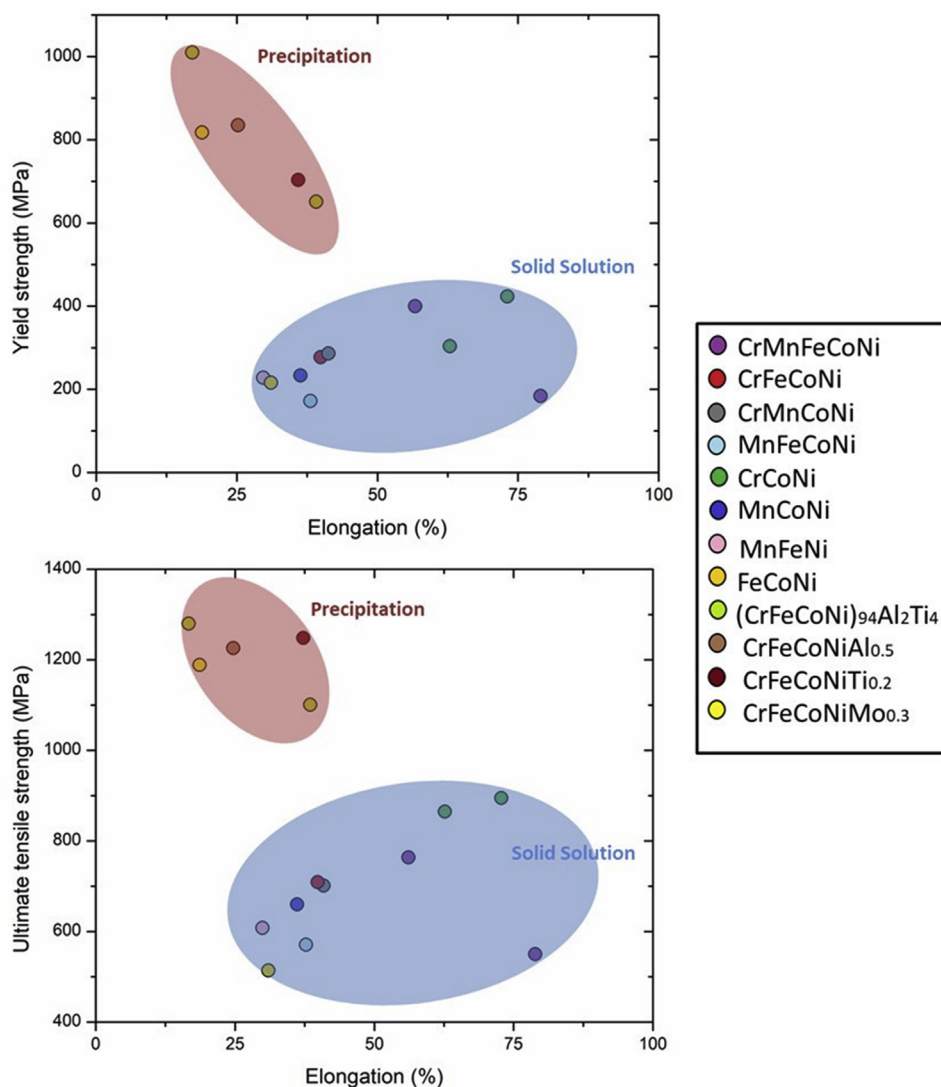 Precipitation
1000
800
Yield strength (MPa)
600
Solid Solution
400
200
0
0 25 50 75 100
Elongation (%)
1400
Precipitation
1200
1000
Ultimate tensile strength (MPa)
800
Solid Solution
600
400
0 25 50 75 100
Elongation (%)
CrMnFeCoNi
CrFeCoNi
CrMnCoNi
MnFeCoNi
CrCoNi
MnCoNi
MnFeNi
FeCoNi
(CrFeCoNi)94Al2Ti4
CrFeCoNiAl0.5
CrFeCoNiTi0.2
CrFeCoNiMo0.3